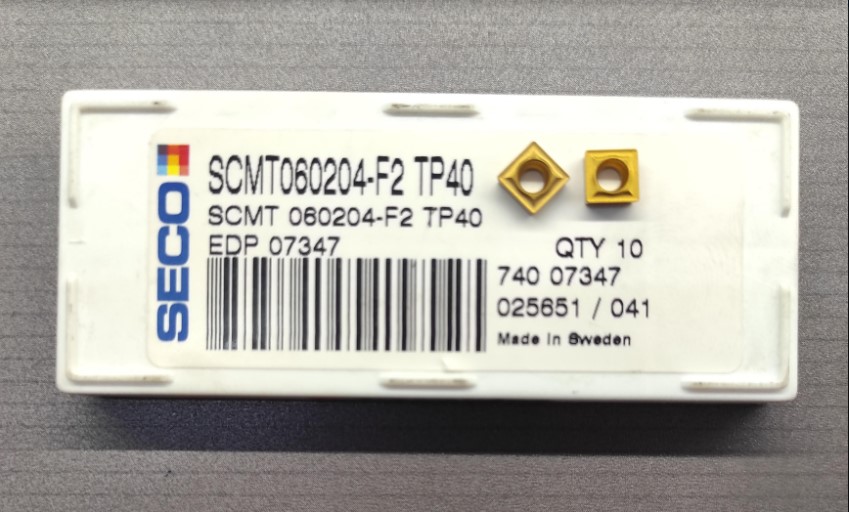 SECO
SCMT060204-F2 TP40
SCMT 060204-F2 TP40
EDP 07347
QTY 10
740 07347
025651 / 041
Made in Sweden